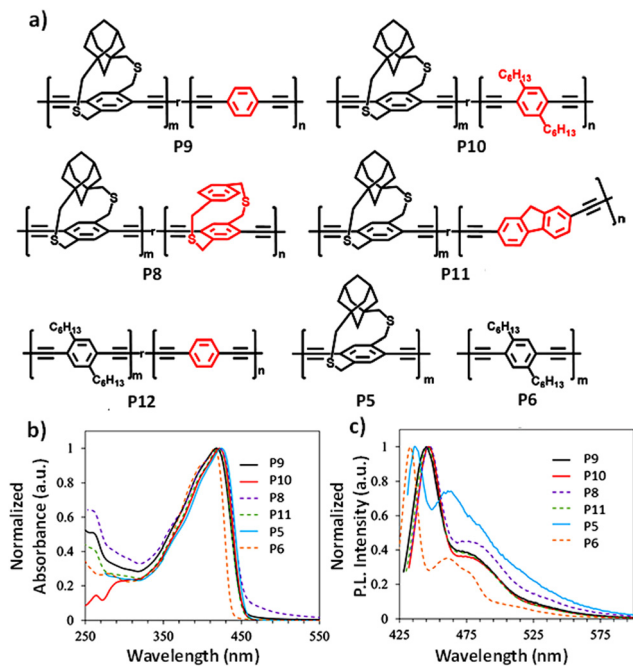 a)
S
S
m
r
n
P9
S
S
m
r
C6H13
C6H13
n
P10
S
S
m
r
S
S
n
P8
S
S
m
r
n
P11
C6H13
C6H13
m
r
n
P12
S
S
m
P5
C6H13
C6H13
m
P6
b)
Normalized
Absorbance (a.u.)
1
0.8
0.6
0.4
0.2
0
250
350
450
550
Wavelength (nm)
P9
P10
P8
P11
P5
P6
c)
Normalized
P.L. Intensity (a.u.)
1
0.8
0.6
0.4
0.2
0
425
475
525
575
Wavelength (nm)
P9
P10
P8
P11
P5
P6